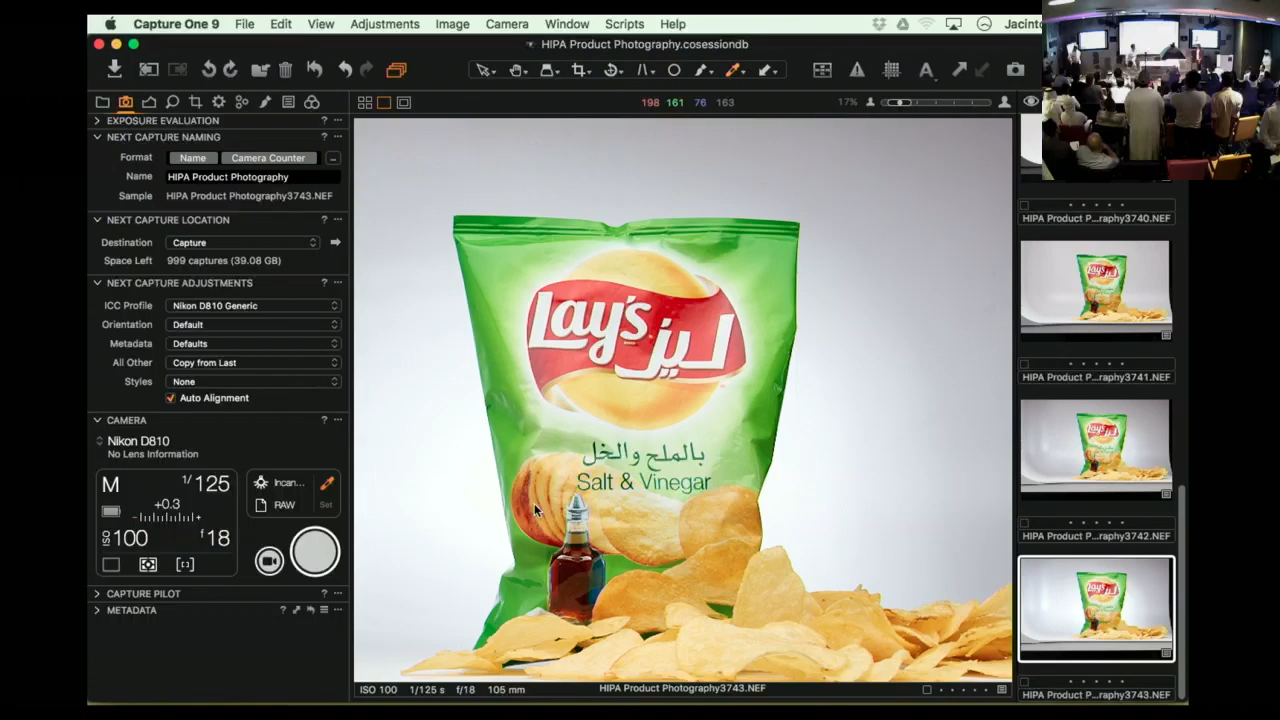 Capture One 9 File Edit View Adjustments Image Camera Window Scripts Help Jacinto
HIPA Product Photography.cosessiondb
198 161 76 163 17%
EXPOSURE EVALUATION ?
NEXT CAPTURE NAMING ?
Format Name Camera Counter
Name HIPA Product Photography
Sample HIPA Product Photography3743.NEF
NEXT CAPTURE LOCATION ?
Destination Capture
Space Left 999 captures (39.08 GB)
NEXT CAPTURE ADJUSTMENTS ?
ICC Profile Nikon D810 Generic
Orientation Default
Metadata Defaults
All Other Copy from Last
Styles None
Auto Alignment
CAMERA ?
Nikon D810
No Lens Information
M 1/125 Incan...
+0.3 RAW Set
ISO 100 f 18
CAPTURE PILOT ?
METADATA ?
Lay's ليز
بالملح والخل
Salt & Vinegar
ISO 100 1/125 s f/18 105 mm HIPA Product Photography3743.NEF
HIPA Product P...raphy3740.NEF
HIPA Product P...raphy3741.NEF
HIPA Product P...raphy3742.NEF
HIPA Product P...raphy3743.NEF